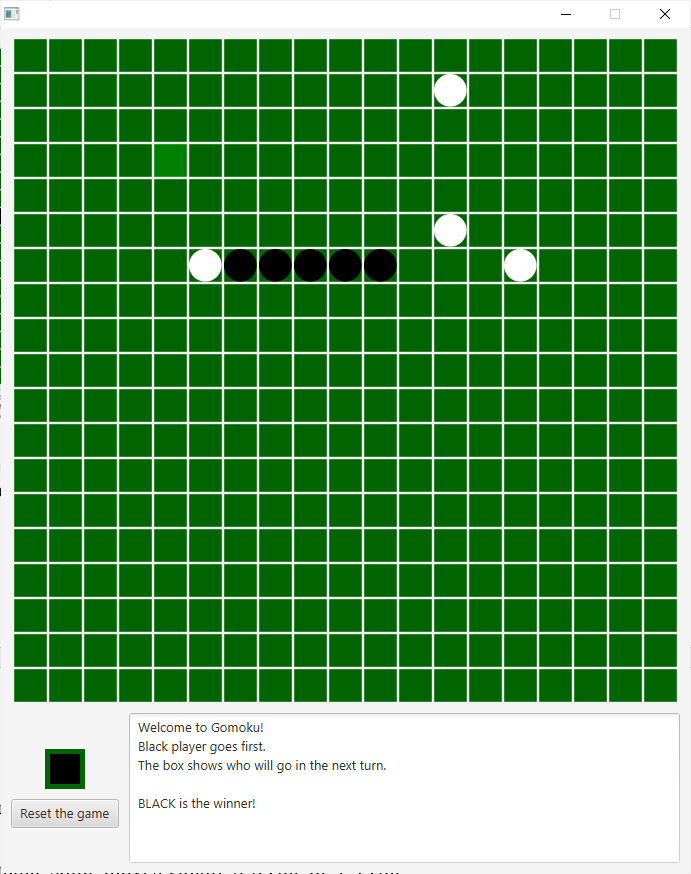 Welcome to Gomoku!
Black player goes first.
The box shows who will go in the next turn.
BLACK is the winner!
Reset the game